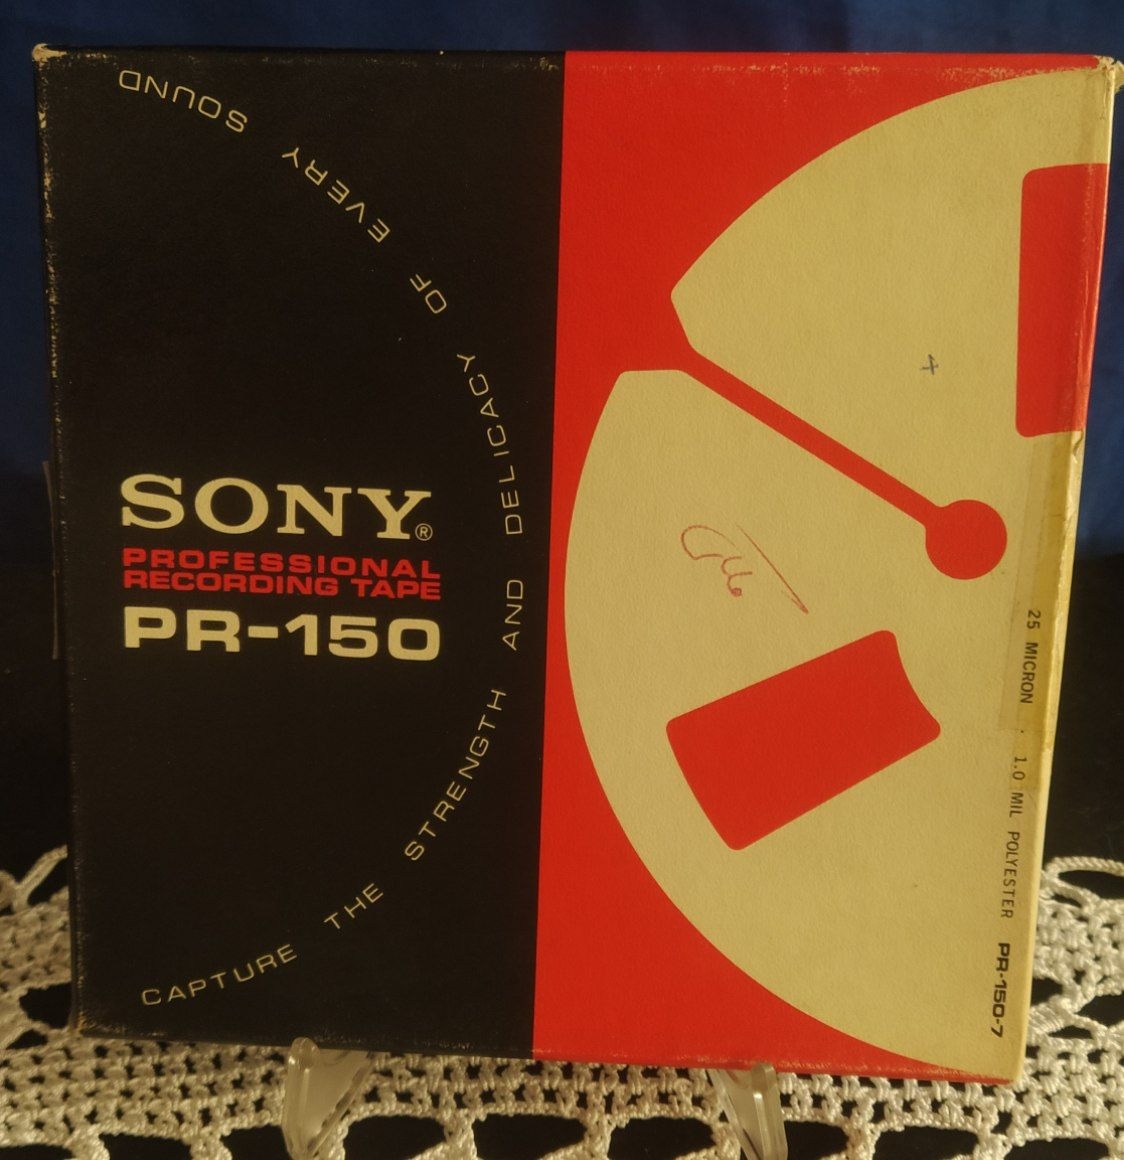 CAPTURE THE STRENGTH AND DELICACY OF EVERY SOUND
SONY®
PROFESSIONAL
RECORDING TAPE
PR-150
4
25 MICRON . 1.0 MIL POLYESTER PR-150-7